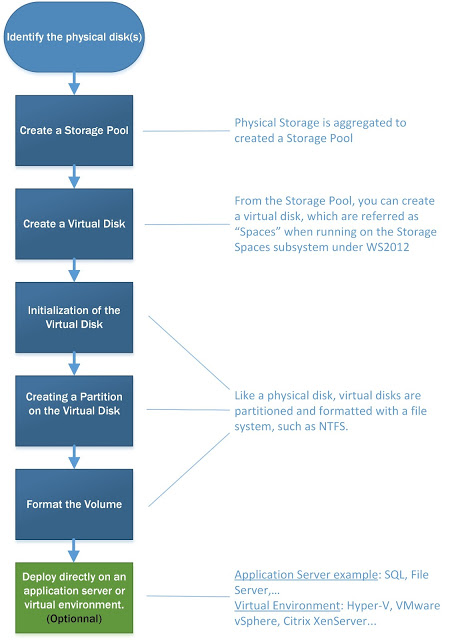 Identify the physical disk(s)
Create a Storage Pool
Physical Storage is aggregated to
created a Storage Pool
Create a Virtual Disk
From the Storage Pool, you can create
a virtual disk, which are referred as
“Spaces” when running on the Storage
Spaces subsystem under WS2012
Initialization of the
Virtual Disk
Creating a Partition
on the Virtual Disk
Like a physical disk, virtual disks are
partitioned and formatted with a file
system, such as NTFS.
Format the Volume
Deploy directly on an
application server or
virtual environment.
(Optionnal)
Application Server example: SQL, File
Server,...
Virtual Environment: Hyper-V, VMware
vSphere, Citrix XenServer...